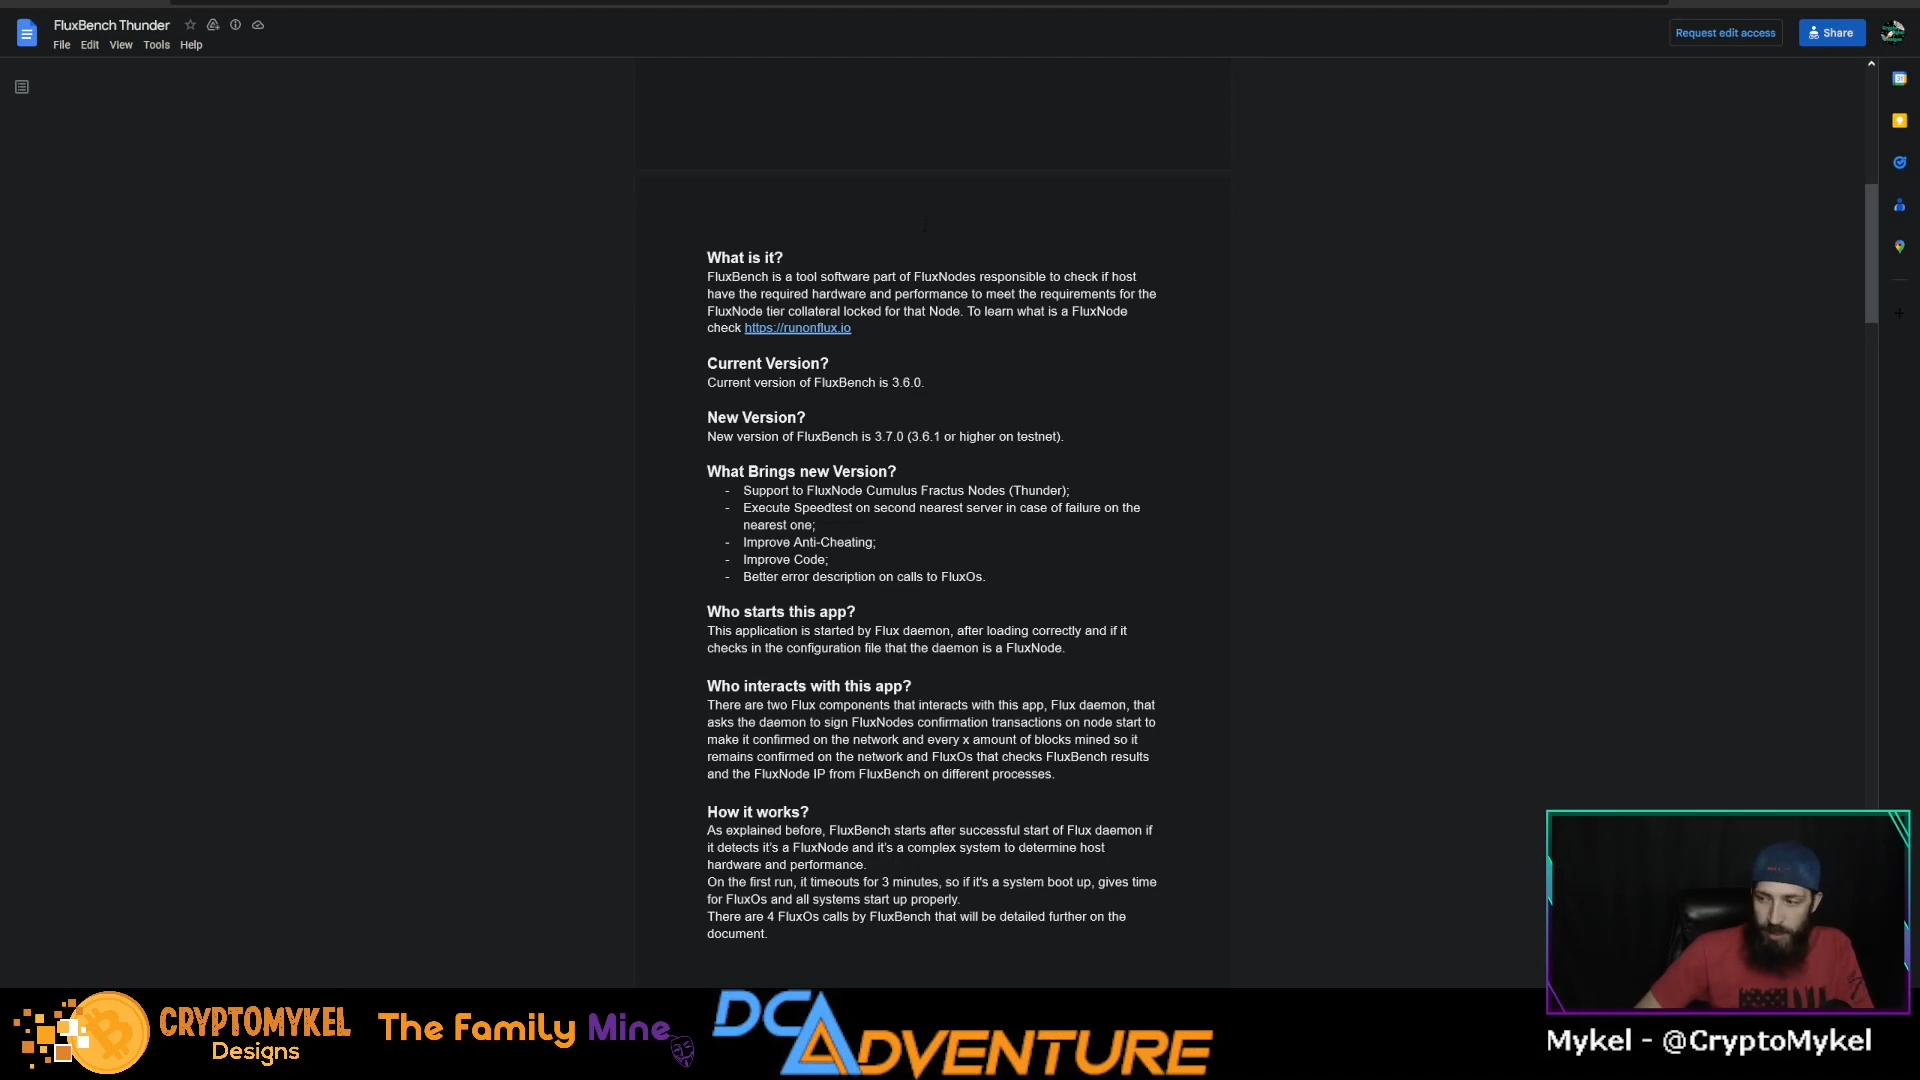 FluxBench Thunder
File Edit View Tools Help
Request edit access
Share
What is it?
FluxBench is a tool software part of FluxNodes responsible to check if host
have the required hardware and performance to meet the requirements for the
FluxNode tier collateral locked for that Node. To learn what is a FluxNode
check https://runonflux.io
Current Version?
Current version of FluxBench is 3.6.0.
New Version?
New version of FluxBench is 3.7.0 (3.6.1 or higher on testnet).
What Brings new Version?
- Support to FluxNode Cumulus Fractus Nodes (Thunder);
- Execute Speedtest on second nearest server in case of failure on the
nearest one;
- Improve Anti-Cheating;
- Improve Code;
- Better error description on calls to FluxOs.
Who starts this app?
This application is started by Flux daemon, after loading correctly and if it
checks in the configuration file that the daemon is a FluxNode.
Who interacts with this app?
There are two Flux components that interacts with this app, Flux daemon, that
asks the daemon to sign FluxNodes confirmation transactions on node start to
make it confirmed on the network and every x amount of blocks mined so it
remains confirmed on the network and FluxOs that checks FluxBench results
and the FluxNode IP from FluxBench on different processes.
How it works?
As explained before, FluxBench starts after successful start of Flux daemon if
it detects it's a FluxNode and it's a complex system to determine host
hardware and performance.
On the first run, it timeouts for 3 minutes, so if it's a system boot up, gives time
for FluxOs and all systems start up properly.
There are 4 FluxOs calls by FluxBench that will be detailed further on the
document.
CRYPTOMYKEL
Designs
The Family Mine
DCADVENTURE
Mykel - @CryptoMykel